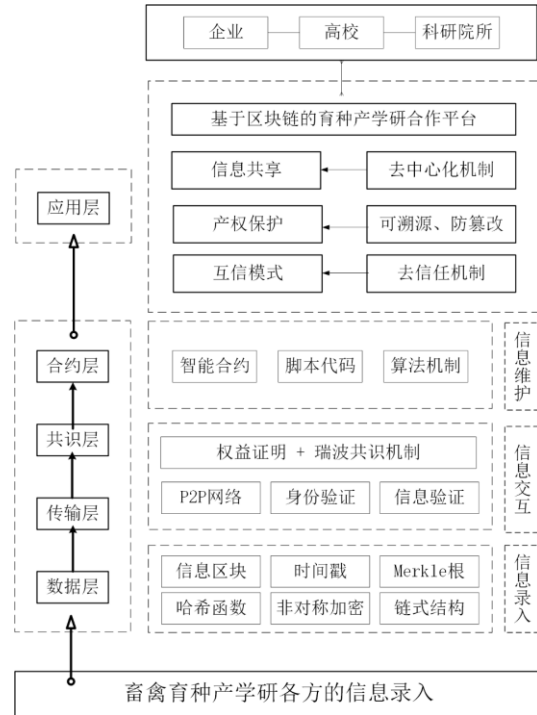 企业
高校
科研院所
基于区块链的育种产学研合作平台
信息共享
去中心化机制
应用层
产权保护
可溯源、防篡改
互信模式
去信任机制
合约层
智能合约
脚本代码
算法机制
信息维护
共识层
权益证明 + 瑞波共识机制
信息交互
传输层
P2P网络
身份验证
信息验证
数据层
信息区块
时间戳
Merkle根
信息录入
哈希函数
非对称加密
链式结构
畜禽育种产学研各方的信息录入